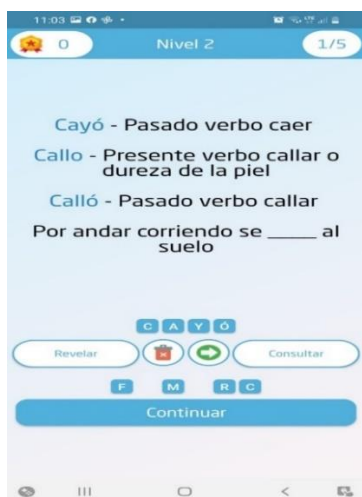 11:03
0
Nivel 2
1/5
Cayó - Pasado verbo caer
Callo - Presente verbo callar o
dureza de la piel
Calló - Pasado verbo callar
Por andar corriendo se ____ al
suelo
C A Y Ó
Revelar
Consultar
F M R C
Continuar